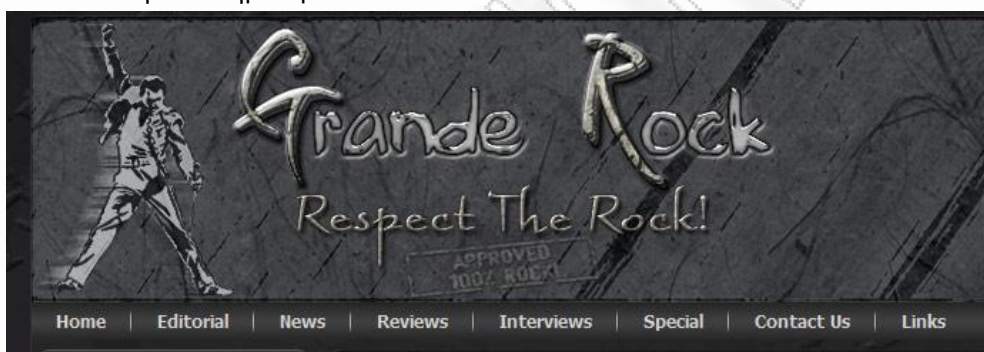 Grande Rock
Respect The Rock!
APPROVED
100% ROCK!
Home | Editorial | News | Reviews | Interviews | Special | Contact Us | Links